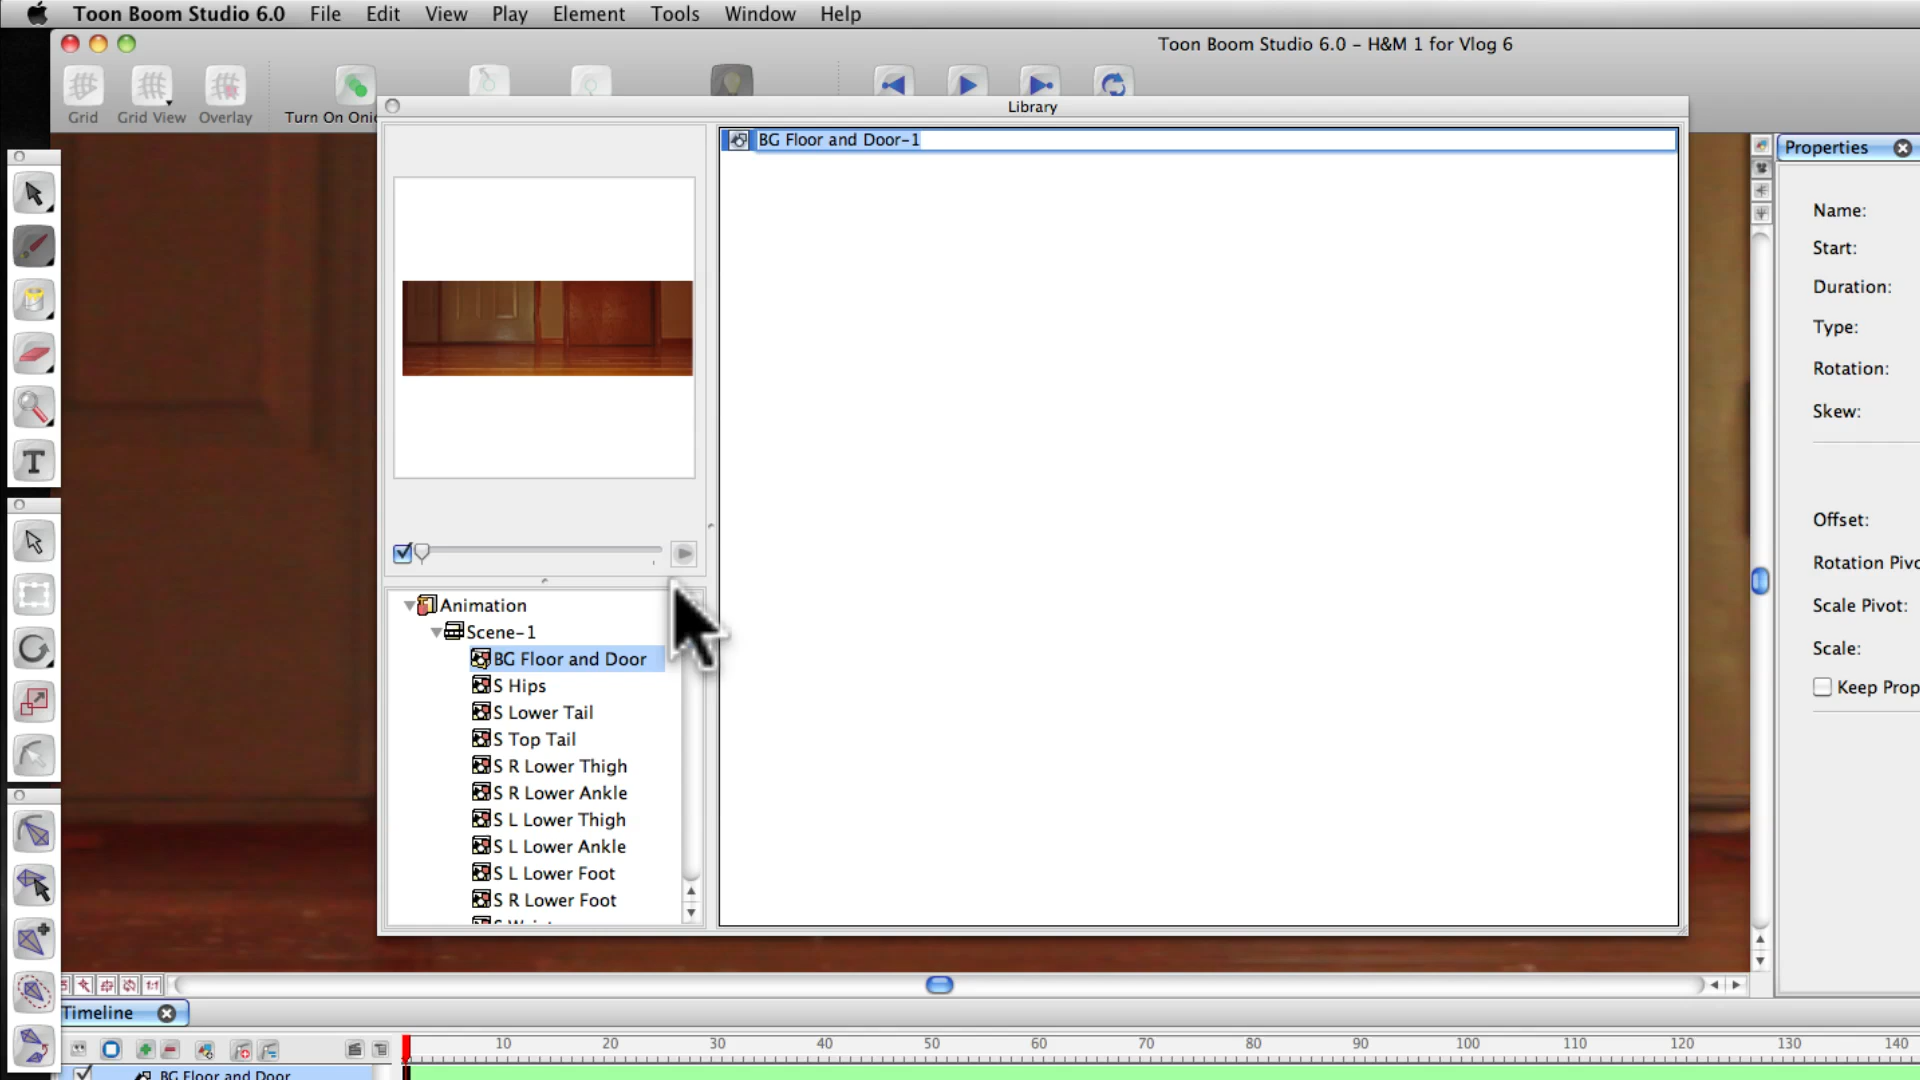 Toon Boom Studio 6.0 File Edit View Play Element Tools Window Help
Toon Boom Studio 6.0 – H&M 1 for Vlog 6
Grid Grid View Overlay Turn On Oni
Library
BG Floor and Door-1
Properties
Name:
Start:
Duration:
Type:
Rotation:
Skew:
Offset:
Rotation Pivo
Scale Pivot:
Scale:
Keep Prop
T
Animation
Scene-1
BG Floor and Door
S Hips
S Lower Tail
S Top Tail
S R Lower Thigh
S R Lower Ankle
S L Lower Thigh
S L Lower Ankle
S L Lower Foot
S R Lower Foot
1:1
Timeline
10 20 30 40 50 60 70 80 90 100 110 120 130 140
BG Floor and Door